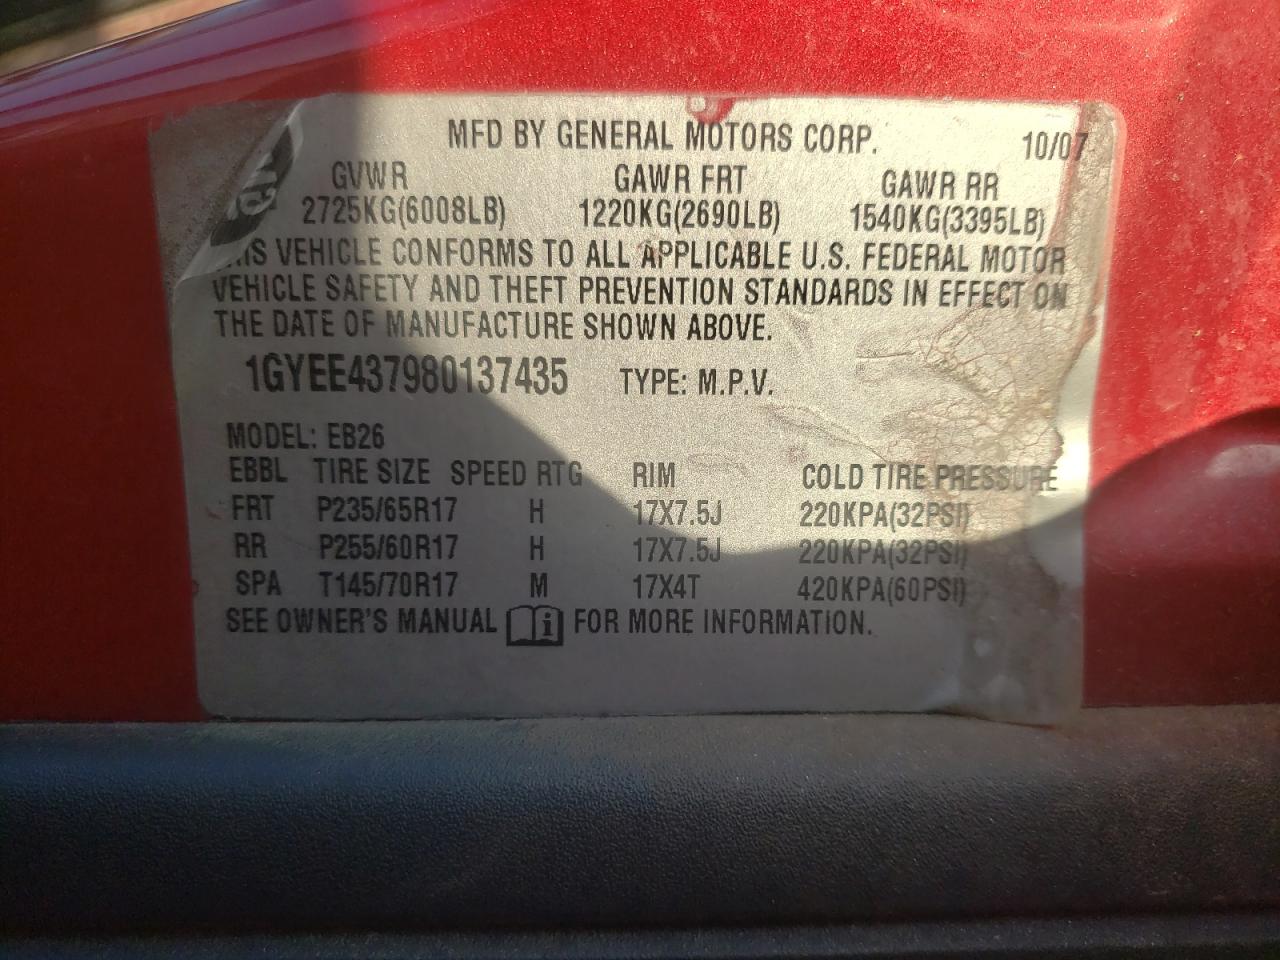 MFD BY GENERAL MOTORS CORP. 10/07
GVWR GAWR FRT GAWR RR
2725KG(6008LB) 1220KG(2690LB) 1540KG(3395LB)
VEHICLE CONFORMS TO ALL APPLICABLE U.S. FEDERAL MOTOR
VEHICLE SAFETY AND THEFT PREVENTION STANDARDS IN EFFECT ON
THE DATE OF MANUFACTURE SHOWN ABOVE.
1GYEE437980137435 TYPE: M.P.V.
MODEL: EB26
EBBL TIRE SIZE SPEED RTG RIM COLD TIRE PRESSURE
FRT P235/65R17 H 17X7.5J 220KPA(32PSI)
RR P255/60R17 H 17X7.5J 220KPA(32PSI)
SPA T145/70R17 M 17X4T 420KPA(60PSI)
SEE OWNER'S MANUAL i FOR MORE INFORMATION.